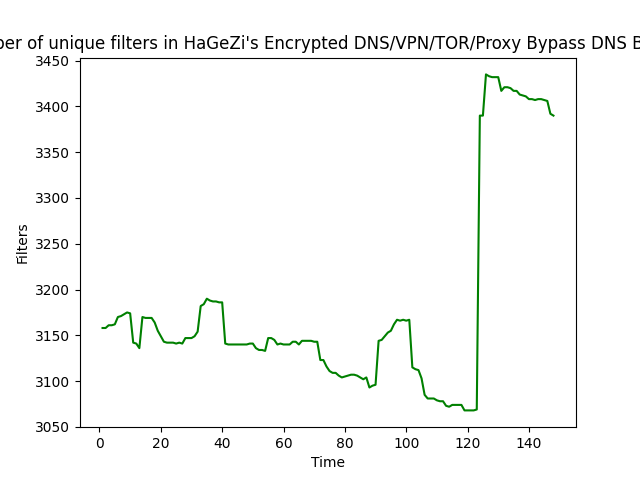 ber of unique filters in HaGeZi's Encrypted DNS/VPN/TOR/Proxy Bypass DNS B
3450
3400
3350
3300
3250
3200
3150
3100
3050
Filters
0 20 40 60 80 100 120 140
Time